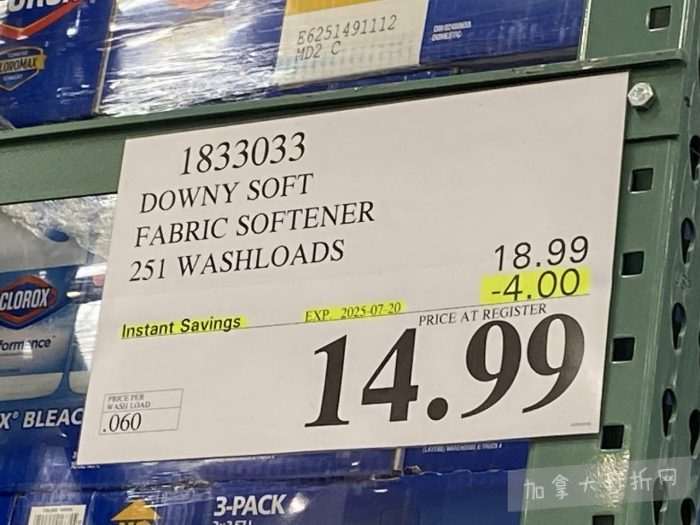 E6251491112
MD2 C
1833033
DOWNY SOFT
FABRIC SOFTENER
251 WASHLOADS
18.99
-4.00
Instant Savings
EXP 2025-07-20
PRICE AT REGISTER
14.99
PRICE PER
WASH LOAD
.060
CLOROX
formance
X® BLEAC
3-PACK
加拿大打折网